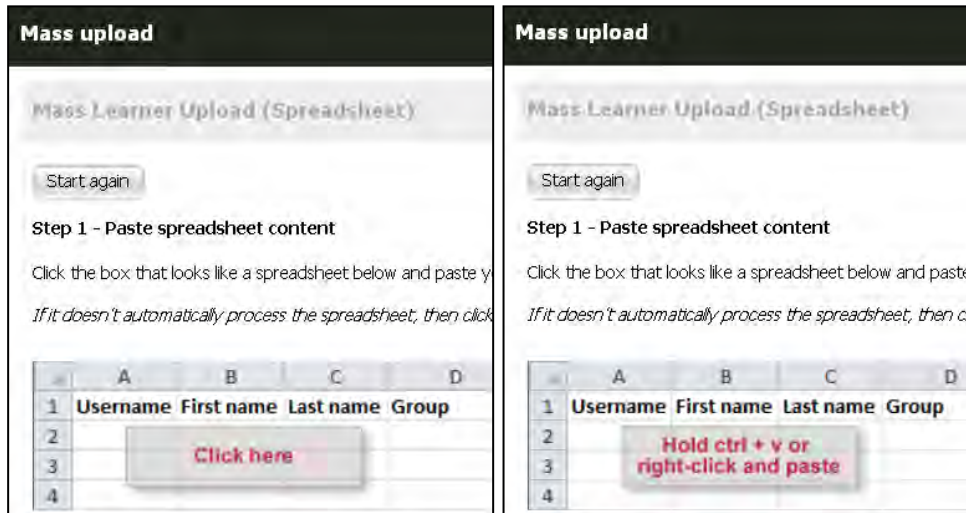 Mass upload
Mass Learner Upload (Spreadsheet)
Start again
Step 1 - Paste spreadsheet content
Click the box that looks like a spreadsheet below and paste y
If it doesn't automatically process the spreadsheet, then click
A B C D
1 Username First name Last name Group
2
Click here
3
4
Mass upload
Mass Learner Upload (Spreadsheet)
Start again
Step 1 - Paste spreadsheet content
Click the box that looks like a spreadsheet below and paste
If it doesn't automatically process the spreadsheet, then c
A B C D
1 Username First name Last name Group
2 Hold ctrl + v or
3 right-click and paste
4